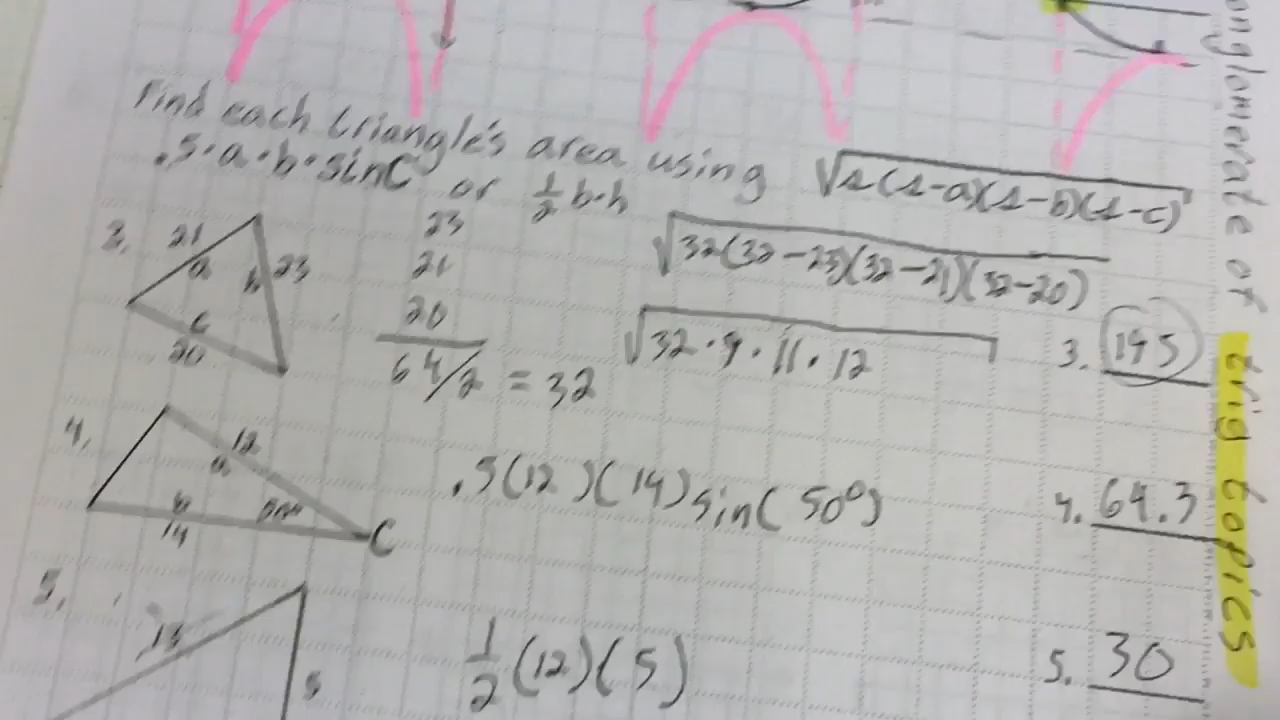 Find each triangle's area using √s(s-a)(s-b)(s-c)
.5·a·b·sinC or ½ b·h
3.
21
a
b
23
c
20
23
21
20
64/2 = 32
√32(32-23)(32-21)(32-20)
√32·9·11·12
3. 195
4.
12
a
b
14
C
.5(12)(14)sin(50°)
4. 64.3
5.
13
5
½(12)(5)
5. 30
onglomerate of trig topics